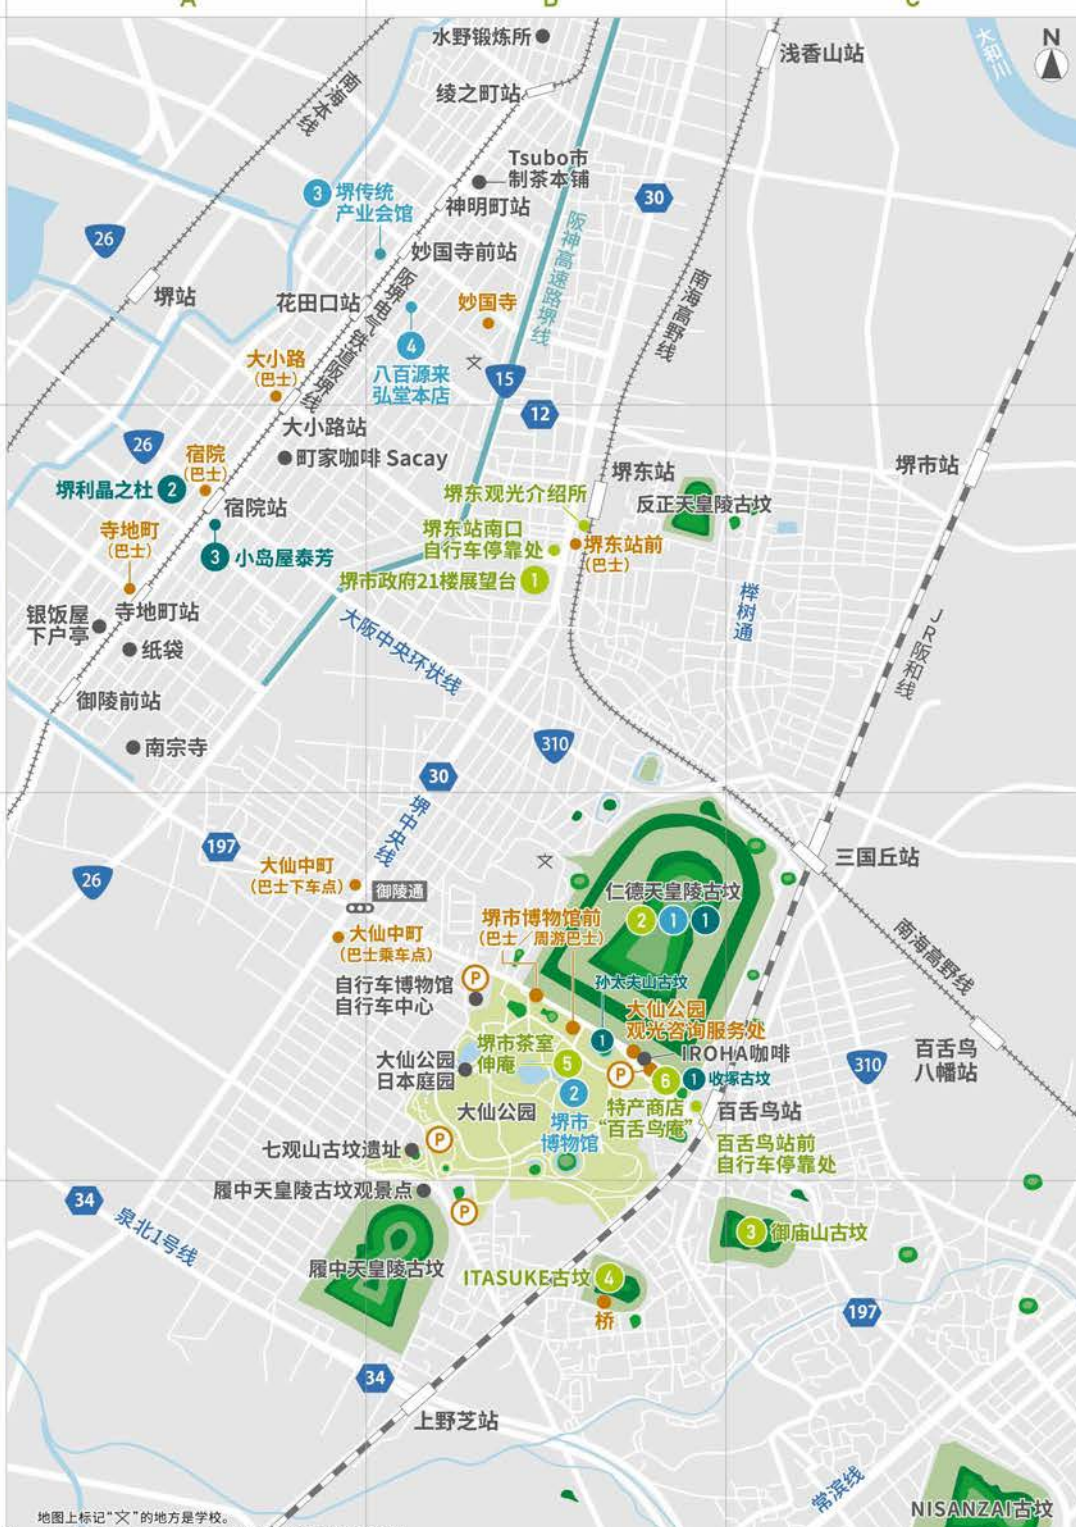 A
B
C
水野锻炼所
浅香山站
N
大和川
南海本线
绫之町站
Tsubo市
制茶本铺
3
堺传统
产业会馆
神明町站
30
26
妙国寺前站
阪神高速路堺线
南海高野线
堺站
花田口站
阪堺电气铁道阪堺线
妙国寺
4
八百源来
弘堂本店
文
15
大小路
(巴士)
12
大小路站
26
宿院
(巴士)
町家咖啡 Sacay
堺东站
堺市站
堺利晶之杜
2
堺东观光介绍所
反正天皇陵古坟
宿院站
寺地町
(巴士)
堺东站南口
自行车停靠处
堺东站前
(巴士)
3
小岛屋泰芳
堺市政府21楼展望台
1
榉树通
银饭屋
下户亭
寺地町站
大阪中央环状线
JR阪和线
纸袋
御陵前站
南宗寺
310
30
堺中央线
197
26
大仙中町
(巴士下车点)
御陵通
文
三国丘站
仁德天皇陵古坟
2
1
1
堺市博物馆前
(巴士／周游巴士)
大仙中町
(巴士乘车点)
南海高野线
P
自行车博物馆
自行车中心
孙太夫山古坟
大仙公园
观光咨询服务处
1
堺市茶室
伸庵
5
IROHA咖啡
百舌鸟
八幡站
310
大仙公园
日本庭园
P
6
1
收塚古坟
2
大仙公园
特产商店
“百舌鸟庵”
百舌鸟站
堺市
博物馆
P
七观山古坟遗址
百舌鸟站前
自行车停靠处
履中天皇陵古坟观景点
34
P
泉北1号线
3
御庙山古坟
履中天皇陵古坟
ITASUKE古坟
4
桥
197
34
上野芝站
常滨线
NISANZAI古坟
地图上标记“文”的地方是学校。